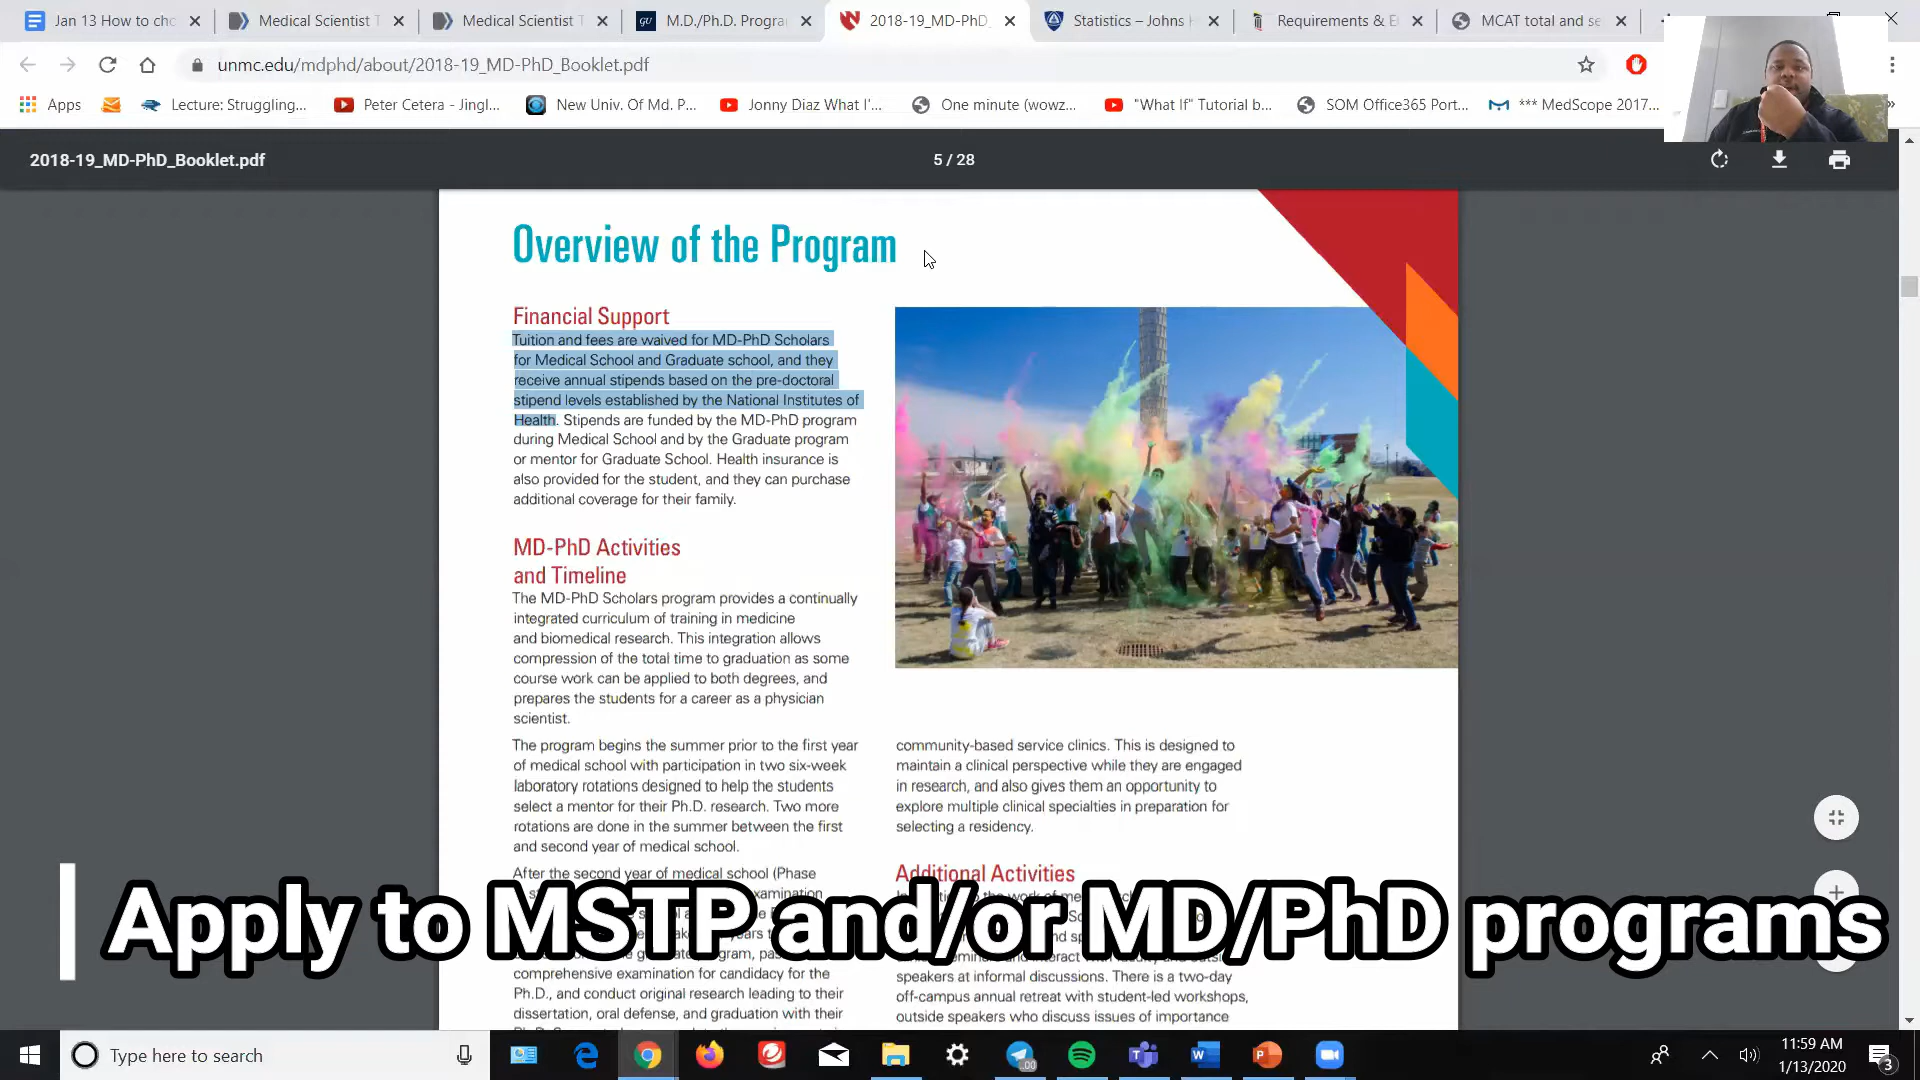 Jan 13 How to cho
Medical Scientist T
Medical Scientist T
M.D./Ph.D. Progra
2018-19_MD-PhD_
Statistics – Johns H
Requirements & E
MCAT total and se
unmc.edu/mdphd/about/2018-19_MD-PhD_Booklet.pdf
Apps
Lecture: Struggling...
Peter Cetera - Jingl...
New Univ. Of Md. P...
Jonny Diaz What I'...
One minute (wowz...
"What If" Tutorial b...
SOM Office365 Port...
*** MedScope 2017...
2018-19_MD-PhD_Booklet.pdf
5 / 28
Overview of the Program
Financial Support
Tuition and fees are waived for MD-PhD Scholars
for Medical School and Graduate school, and they
receive annual stipends based on the pre-doctoral
stipend levels established by the National Institutes of
Health. Stipends are funded by the MD-PhD program
during Medical School and by the Graduate program
or mentor for Graduate School. Health insurance is
also provided for the student, and they can purchase
additional coverage for their family.
MD-PhD Activities
and Timeline
The MD-PhD Scholars program provides a continually
integrated curriculum of training in medicine
and biomedical research. This integration allows
compression of the total time to graduation as some
course work can be applied to both degrees, and
prepares the students for a career as a physician
scientist.
The program begins the summer prior to the first year
of medical school with participation in two six-week
laboratory rotations designed to help the students
select a mentor for their Ph.D. research. Two more
rotations are done in the summer between the first
and second year of medical school.
After the second year of medical school (Phase
comprehensive examination for candidacy for the
Ph.D., and conduct original research leading to their
dissertation, oral defense, and graduation with their
community-based service clinics. This is designed to
maintain a clinical perspective while they are engaged
in research, and also gives them an opportunity to
explore multiple clinical specialties in preparation for
selecting a residency.
Additional Activities
speakers at informal discussions. There is a two-day
off-campus annual retreat with student-led workshops,
outside speakers who discuss issues of importance
Apply to MSTP and/or MD/PhD programs
Type here to search
11:59 AM
1/13/2020
3